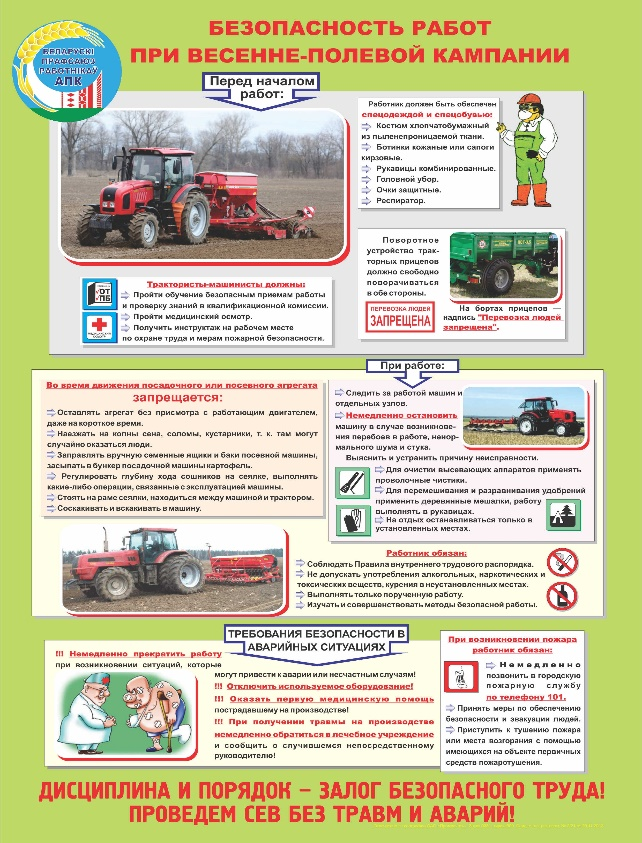 БЕЗОПАСНОСТЬ РАБОТ
ПРИ ВЕСЕННЕ-ПОЛЕВОЙ КАМПАНИИ
БЕЛАРУСКІ
ПРАФСАЮЗ
РАБОТНІКАЎ
АПК
Перед началом
работ:
Работник должен быть обеспечен
спецодеждой и спецобувью:
Костюм хлопчатобумажный
из пыленепроницаемой ткани.
Ботинки кожаные или сапоги
кирзовые.
Рукавицы комбинированные.
Головной убор.
Очки защитные.
Респиратор.
Поворотное
устройство трак-
торных прицепов
должно свободно
поворачиваться
в обе стороны.
ПЕРЕВОЗКА ЛЮДЕЙ
ЗАПРЕЩЕНА
На бортах прицепов —
надпись "Перевозка людей
запрещена".
ОТ
ПБ
Трактористы-машинисты должны:
Пройти обучение безопасным приемам работы
и проверку знаний в квалификационной комиссии.
Пройти медицинский осмотр.
Получить инструктаж на рабочем месте
по охране труда и мерам пожарной безопасности.
При работе:
Во время движения посадочного или посевного агрегата
запрещается:
Оставлять агрегат без присмотра с работающим двигателем,
даже на короткое время.
Наезжать на копны сена, соломы, кустарники, т. к. там могут
случайно оказаться люди.
Заправлять вручную семенные ящики и баки посевной машины,
засыпать в бункер посадочной машины картофель.
Регулировать глубину хода сошников на сеялке, выполнять
какие-либо операции, связанные с эксплуатацией машины.
Стоять на раме сеялки, находиться между машиной и трактором.
Соскакивать и вскакивать в машину.
Следить за работой машин и
отдельных узлов.
Немедленно остановить
машину в случае возникнове-
ния перебоев в работе, ненор-
мального шума и стука.
Выяснить и устранить причину неисправности.
Для очистки высевающих аппаратов применять
проволочные чистики.
Для перемешивания и разравнивания удобрений
применять деревянные мешалки, работу
выполнять в рукавицах.
На отдых останавливаться только в
установленных местах.
Работник обязан:
Соблюдать Правила внутреннего трудового распорядка.
Не допускать употребления алкогольных, наркотических и
токсических веществ, курения в неустановленных местах.
Выполнять только порученную работу.
Изучать и совершенствовать методы безопасной работы.
ТРЕБОВАНИЯ БЕЗОПАСНОСТИ В
АВАРИЙНЫХ СИТУАЦИЯХ
!!! Немедленно прекратить работу
при возникновении ситуаций, которые
могут привести к аварии или несчастным случаям!
!!! Отключить используемое оборудование!
!!! Оказать первую медицинскую помощь
пострадавшему на производстве!
!!! При получении травмы на производстве
немедленно обратиться в лечебное учреждение
и сообщить о случившемся непосредственному
руководителю!
При возникновении пожара
работник обязан:
Немедленно
позвонить в городскую
пожарную службу
по телефону 101.
Принять меры по обеспечению
безопасности и эвакуации людей.
Приступить к тушению пожара
или места возгорания с помощью
имеющихся на объекте первичных
средств пожаротушения.
ДИСЦИПЛИНА И ПОРЯДОК – ЗАЛОГ БЕЗОПАСНОГО ТРУДА!
ПРОВЕДЕМ СЕВ БЕЗ ТРАВМ И АВАРИЙ!